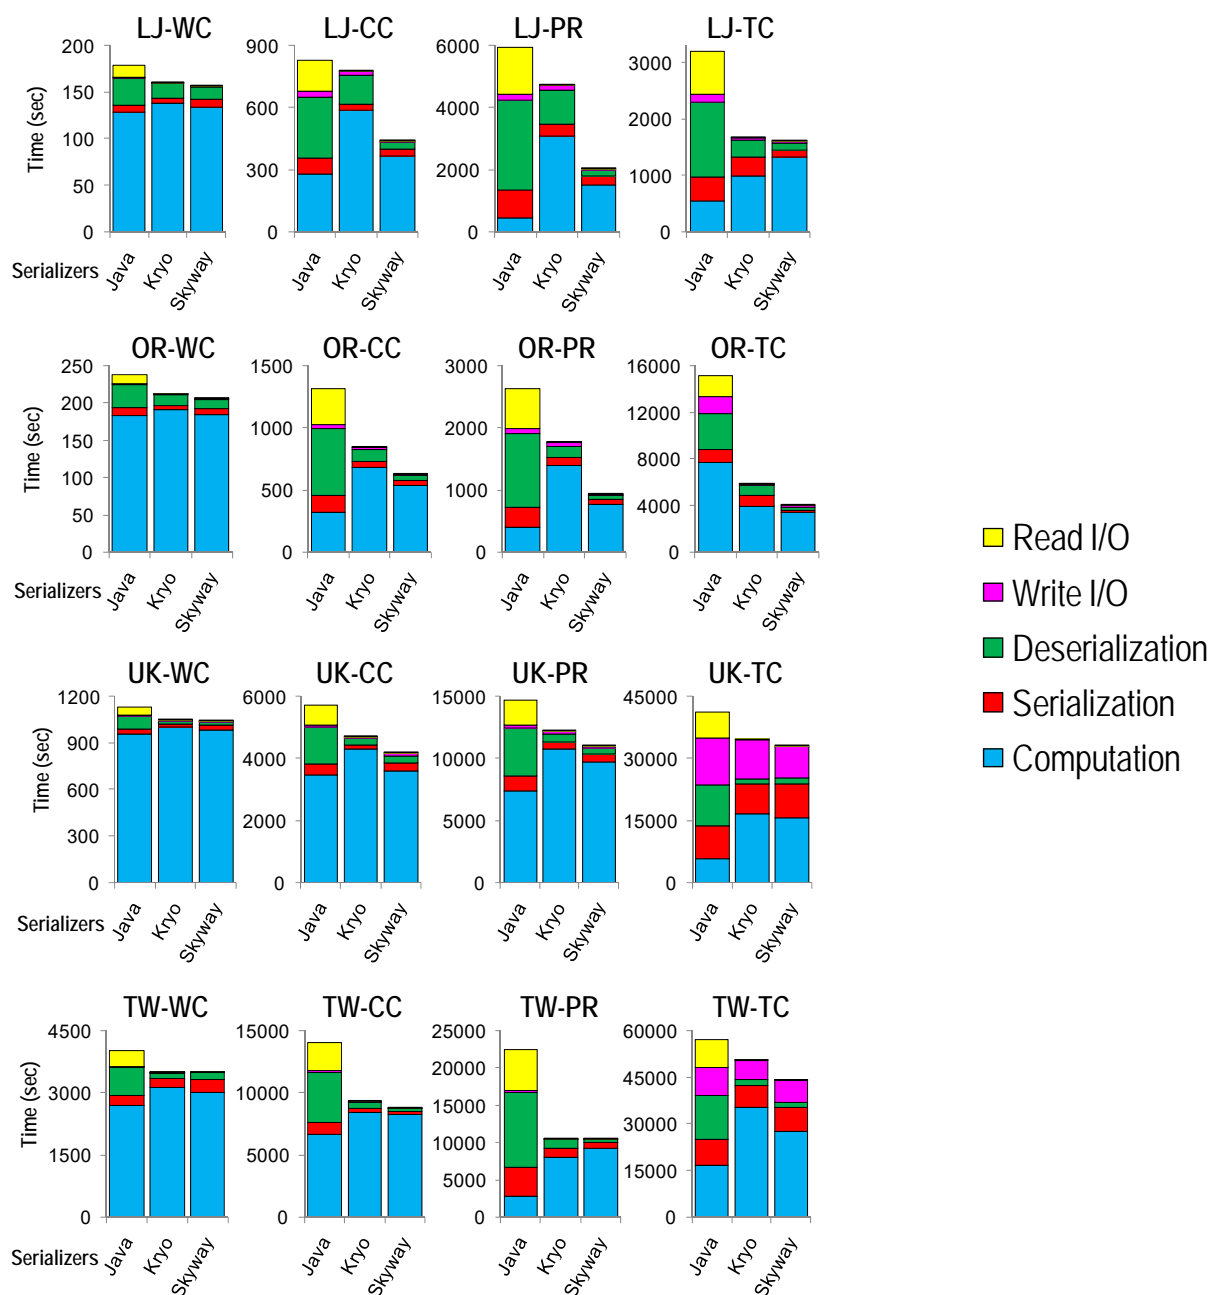 LJ-WC LJ-CC LJ-PR LJ-TC
Time (sec)
200 900 6000
3000
150 600 4000
2000
100
300 2000
1000
50
0 0 0 0
Serializers Java Kryo Skyway Java Kryo Skyway Java Kryo Skyway Java Kryo Skyway
OR-WC OR-CC OR-PR OR-TC
Time (sec)
250 1500 3000 16000
200 12000
1000 2000
150
8000
100
500 1000
4000
50
0 0 0 0
Serializers Java Kryo Skyway Java Kryo Skyway Java Kryo Skyway Java Kryo Skyway
UK-WC UK-CC UK-PR UK-TC
Time (sec)
1200 6000 15000 45000
900
4000 10000 30000
600
2000 5000 15000
300
0 0 0 0
Serializers Java Kryo Skyway Java Kryo Skyway Java Kryo Skyway Java Kryo Skyway
TW-WC TW-CC TW-PR TW-TC
Time (sec)
4500 15000 25000 60000
20000
3000 10000 45000
15000
30000
10000
1500 5000
15000
5000
0 0 0 0
Serializers Java Kryo Skyway Java Kryo Skyway Java Kryo Skyway Java Kryo Skyway
Read I/O
Write I/O
Deserialization
Serialization
Computation